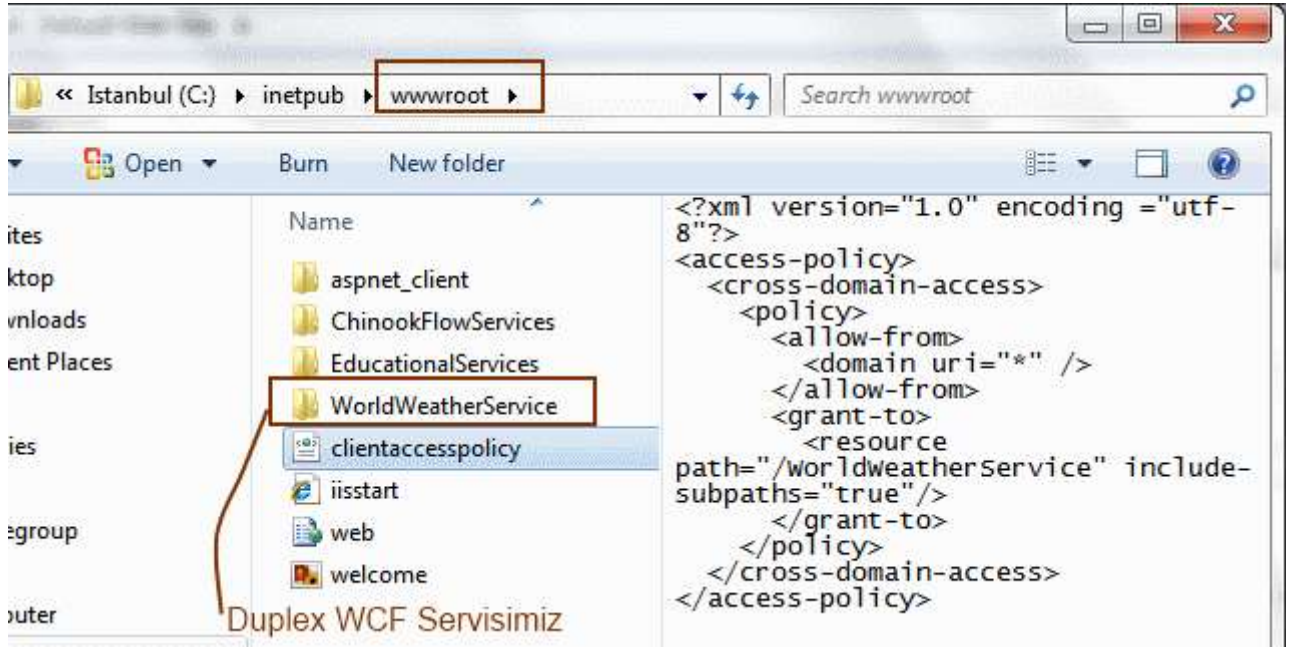 « Istanbul (C:) ▸ inetpub ▸ wwwroot ▸
Search wwwroot
Open
Burn
New folder
Name
ites
ktop
vnloads
ent Places
ies
egroup
puter
aspnet_client
ChinookFlowServices
EducationalServices
WorldWeatherService
clientaccesspolicy
iisstart
web
welcome
Duplex WCF Servisimiz
<?xml version="1.0" encoding ="utf-
8"?>
<access-policy>
<cross-domain-access>
<policy>
<allow-from>
<domain uri="*" />
</allow-from>
<grant-to>
<resource
path="/WorldWeatherService" include-
subpaths="true"/>
</grant-to>
</policy>
</cross-domain-access>
</access-policy>